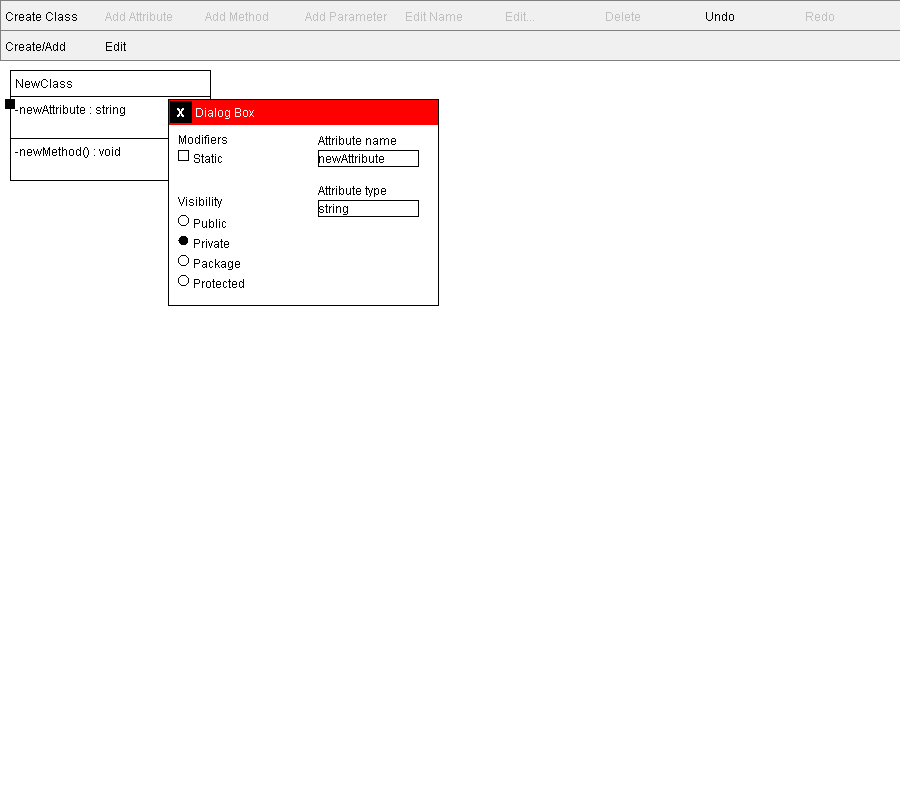 Create Class Add Attribute Add Method Add Parameter Edit Name Edit... Delete Undo Redo
Create/Add Edit
NewClass
-newAttribute : string
-newMethod() : void
X Dialog Box
Modifiers
Static
Visibility
Public
Private
Package
Protected
Attribute name
newAttribute
Attribute type
string